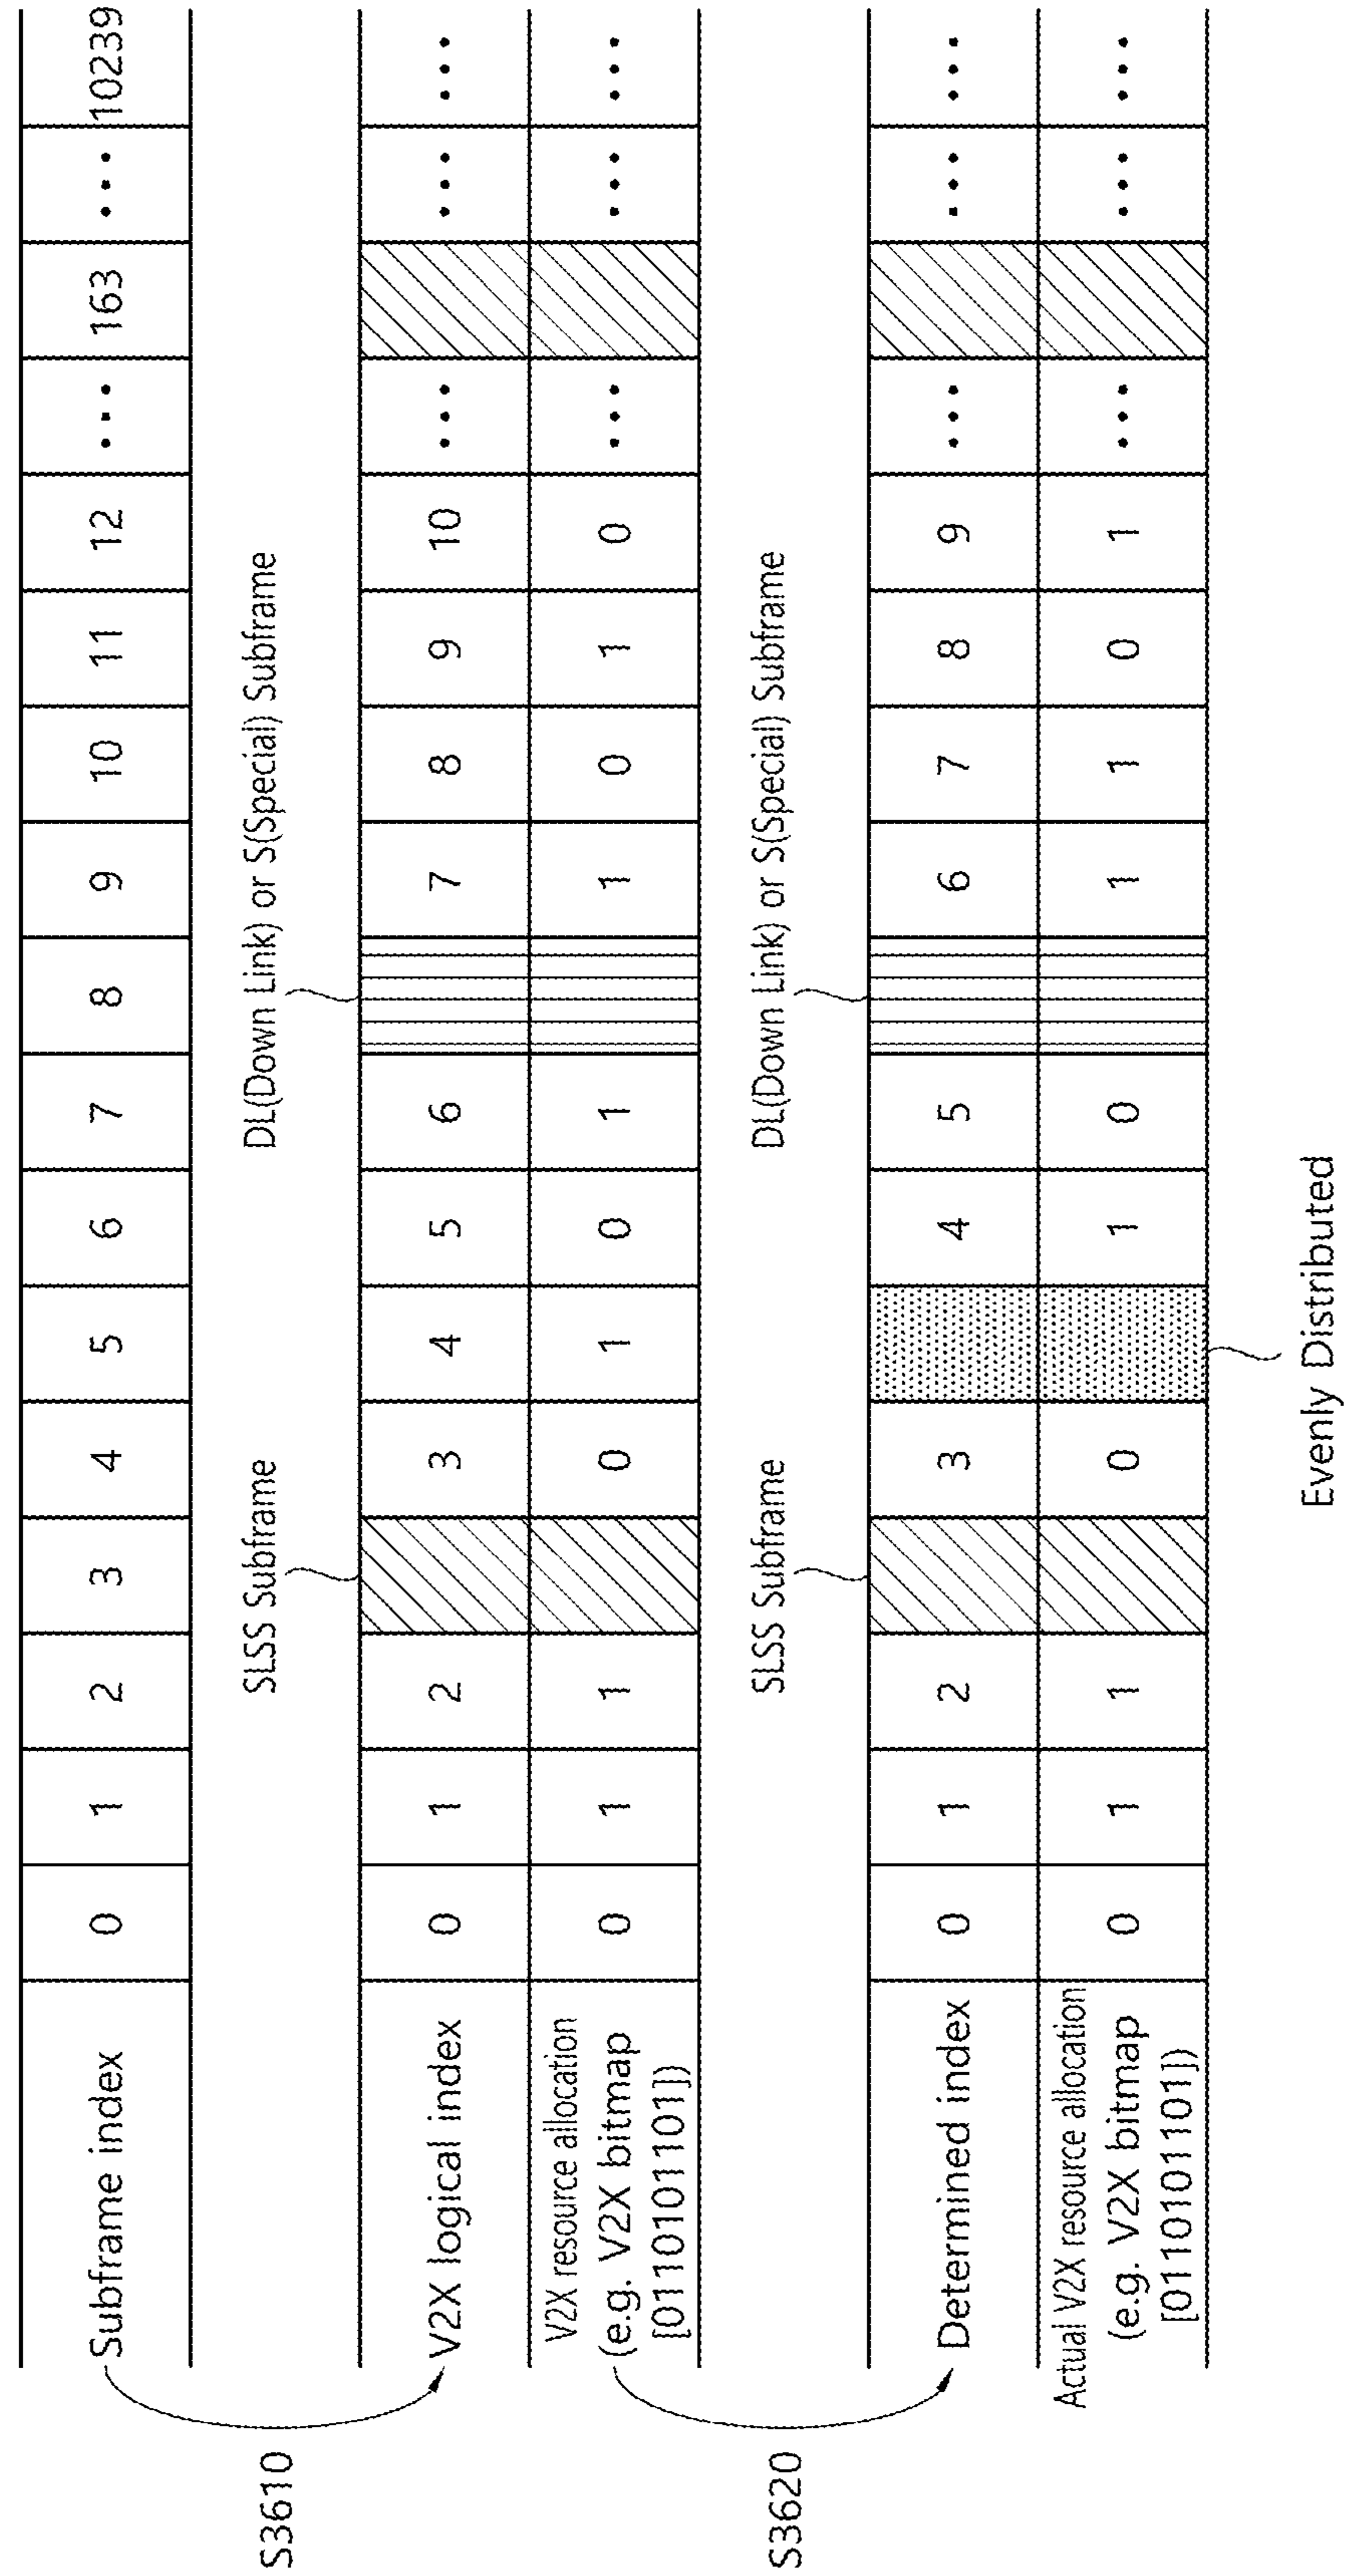 Subframe index 0 1 2 3 4 5 6 7 8 9 10 11 12 ••• 163 ••• 10239
S3610
SLSS Subframe DL(Down Link) or S(Special) Subframe
V2X logical index 0 1 2 3 4 5 6 7 8 9 10 ••• ••• •••
V2X resource allocation
(e.g. V2X bitmap 0 1 1 0 1 0 1 1 0 1 0 ••• ••• •••
[0110101101])
S3620
SLSS Subframe DL(Down Link) or S(Special) Subframe
Determined index 0 1 2 3 4 5 6 7 8 9 ••• ••• •••
Actual V2X resource allocation
(e.g. V2X bitmap 0 1 1 0 1 0 1 1 0 1 ••• ••• •••
[0110101101])
Evenly Distributed